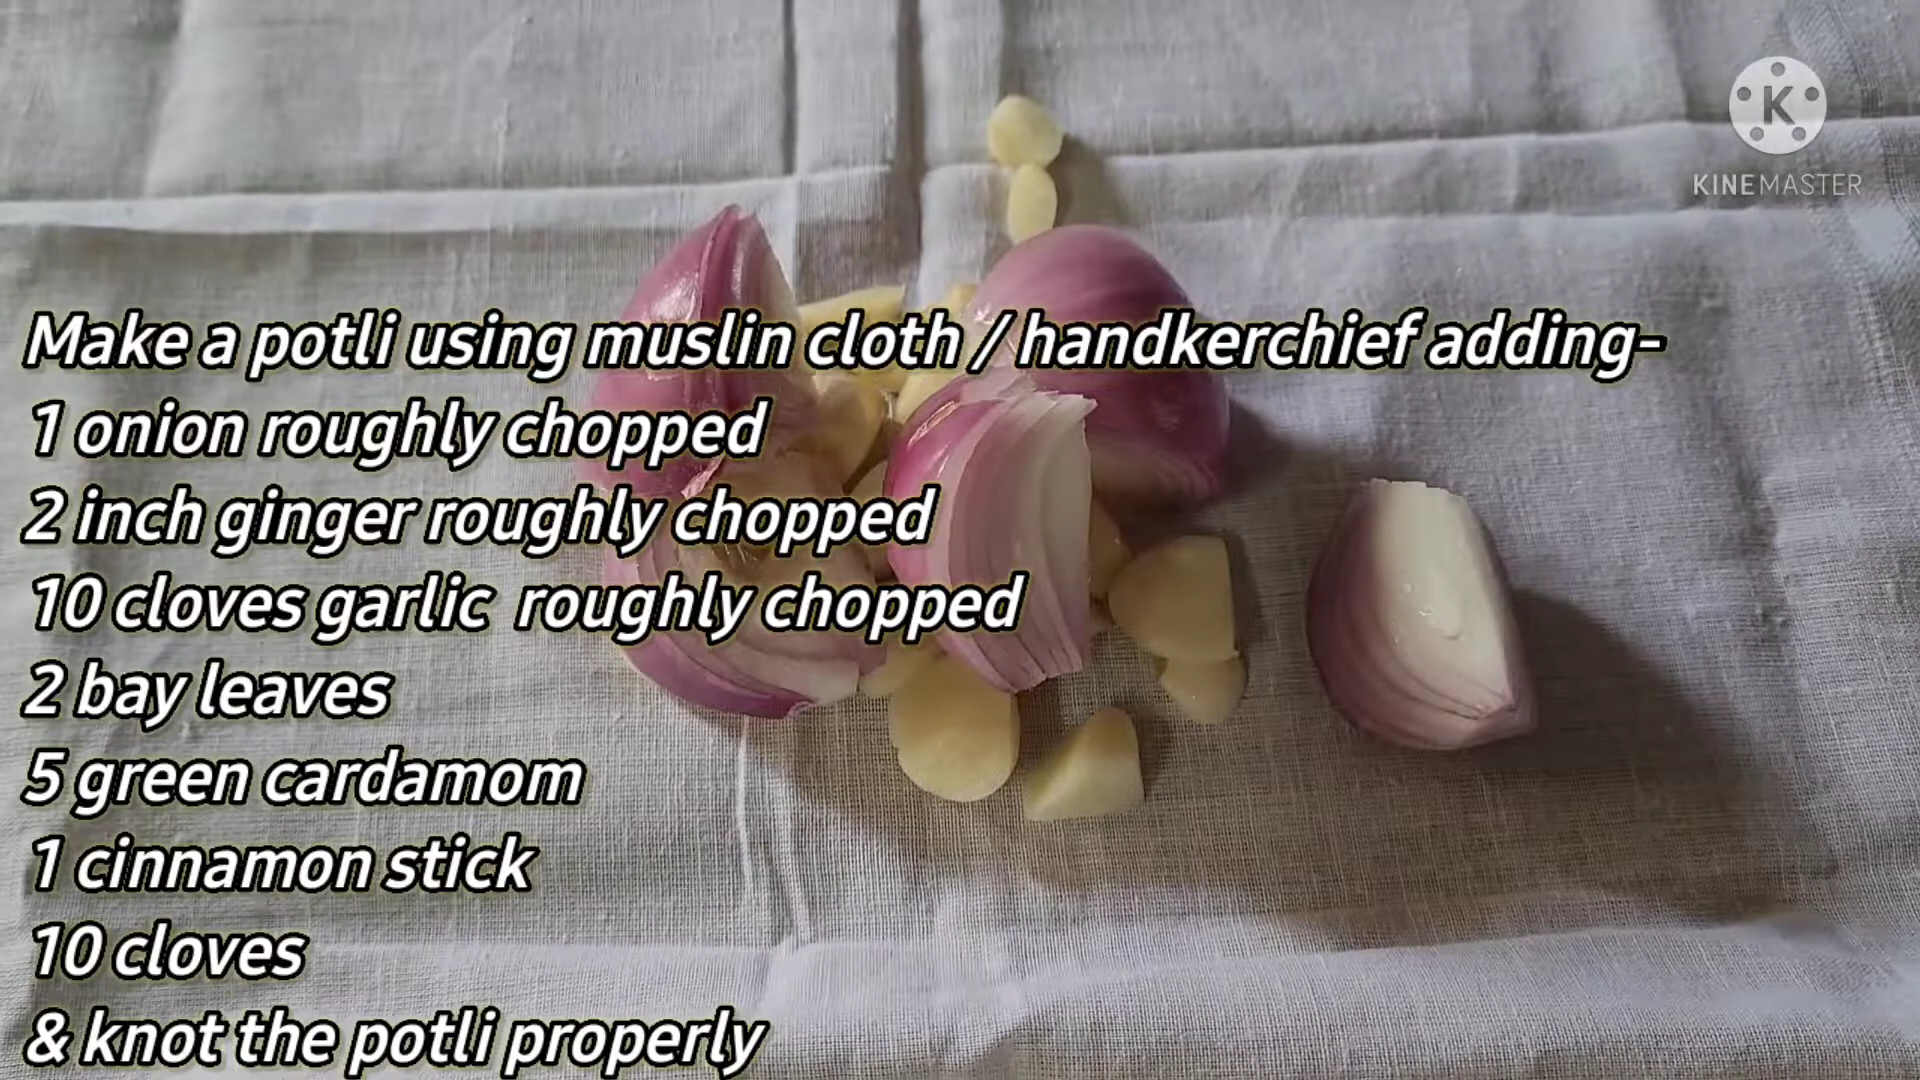 K
KINEMASTER
Make a potli using muslin cloth / handkerchief adding-
1 onion roughly chopped
2 inch ginger roughly chopped
10 cloves garlic  roughly chopped
2 bay leaves
5 green cardamom
1 cinnamon stick
10 cloves
& knot the potli properly